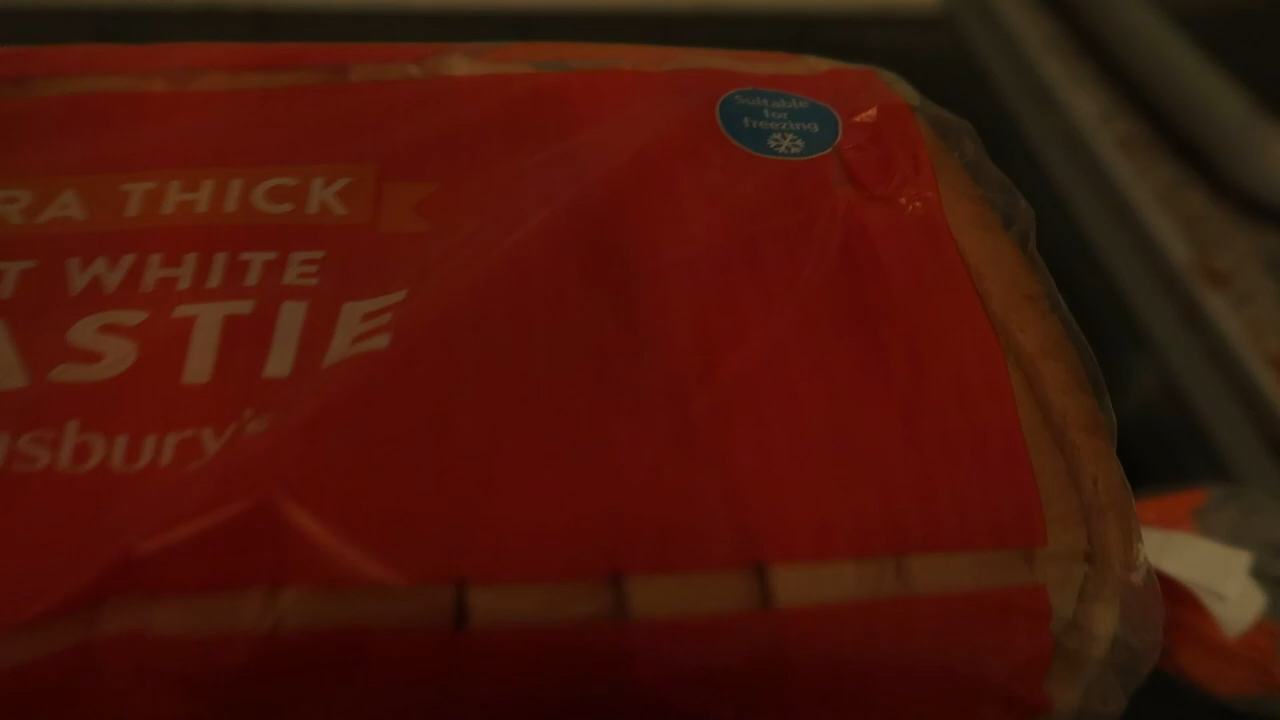 Suitable
for
freezing
RA THICK
T WHITE
ASTIE
sbury's